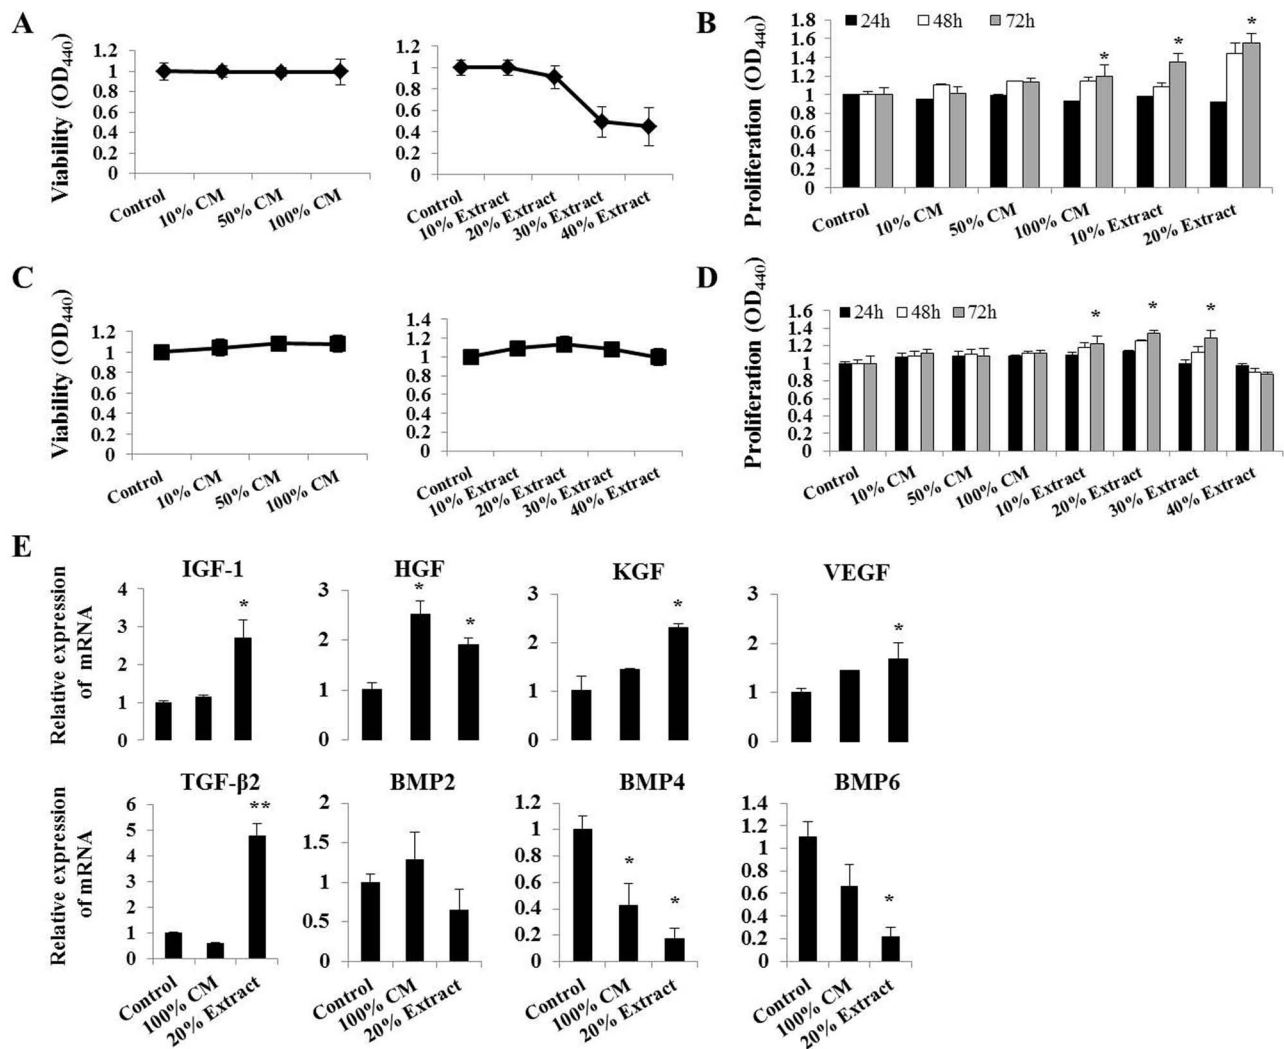 A
Viability (OD440)
1.2
1
0.8
0.6
0.4
0.2
0
Control
10% CM
50% CM
100% CM
1.2
1
0.8
0.6
0.4
0.2
0
Control
10% Extract
20% Extract
30% Extract
40% Extract
B
Proliferation (OD440)
24h 48h 72h
1.8
1.6
1.4
1.2
1
0.8
0.6
0.4
0.2
0
* * *
Control
10% CM
50% CM
100% CM
10% Extract
20% Extract
C
Viability (OD440)
1.2
1
0.8
0.6
0.4
0.2
0
Control
10% CM
50% CM
100% CM
1.4
1.2
1
0.8
0.6
0.4
0.2
0
Control
10% Extract
20% Extract
30% Extract
40% Extract
D
Proliferation (OD440)
24h 48h 72h
1.6
1.4
1.2
1
0.8
0.6
0.4
0.2
0
* * *
Control
10% CM
50% CM
100% CM
10% Extract
20% Extract
30% Extract
40% Extract
E
Relative expression
of mRNA
IGF-1
4
3
2
1
0
*
HGF
3
2
1
0
* *
KGF
3
2
1
0
*
VEGF
3
2
1
0
*
Relative expression
of mRNA
TGF-β2
6
5
4
3
2
1
0
**
Control
100% CM
20% Extract
BMP2
2
1.5
1
0.5
0
Control
100% CM
20% Extract
BMP4
1.2
1
0.8
0.6
0.4
0.2
0
* *
Control
100% CM
20% Extract
BMP6
1.4
1.2
1
0.8
0.6
0.4
0.2
0
*
Control
100% CM
20% Extract